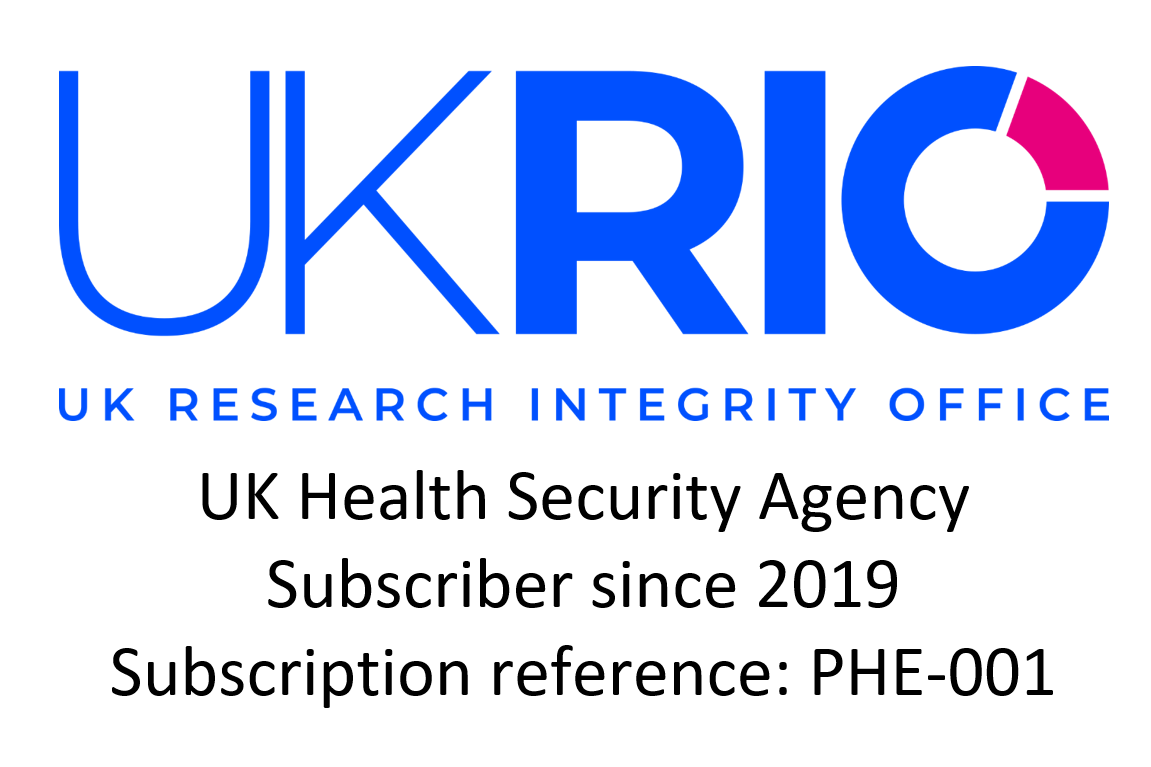 UKRIO
UK RESEARCH INTEGRITY OFFICE
UK Health Security Agency
Subscriber since 2019
Subscription reference: PHE-001